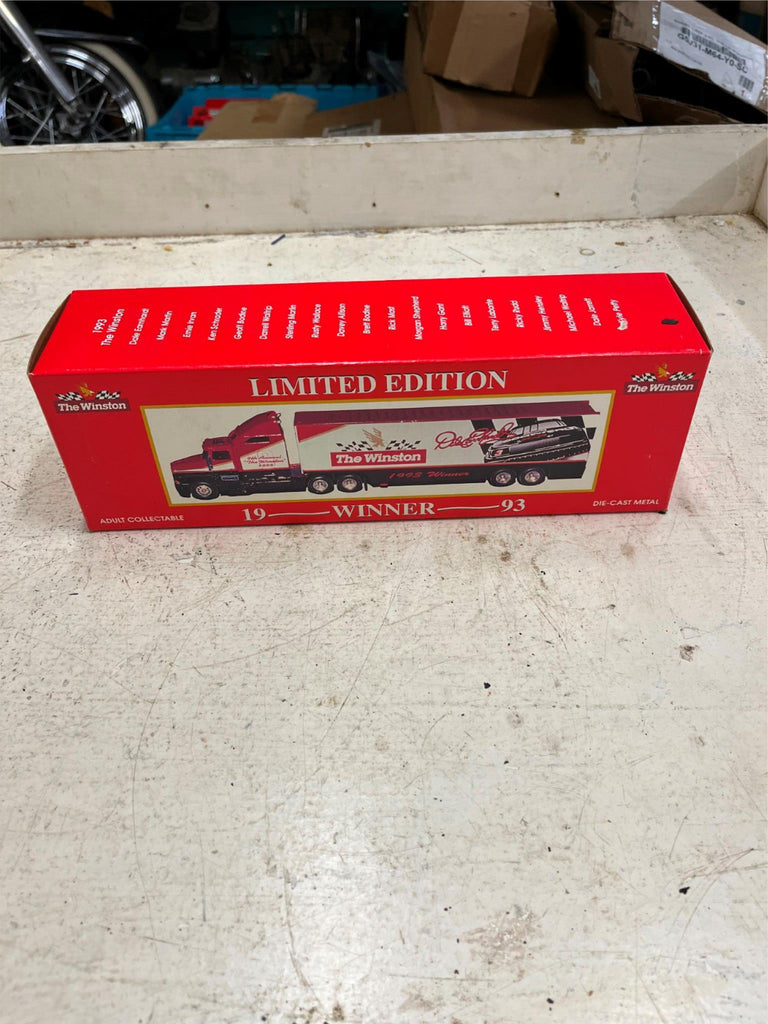 1993
The Winston
Dale Earnhardt
Mark Martin
Ernie Irvan
Ken Schrader
Geoff Bodine
Darrell Waltrip
Sterling Marlin
Rusty Wallace
Davey Allison
Brett Bodine
Rick Mast
Morgan Shepherd
Harry Gant
Bill Elliott
Terry Labonte
Ricky Rudd
Jimmy Hensley
Michael Waltrip
Dale Jarrett
Petty
LIMITED EDITION
The Winston
The Winston
The Winston
1993 Winner
ADULT COLLECTABLE
19 WINNER 93
DIE-CAST METAL